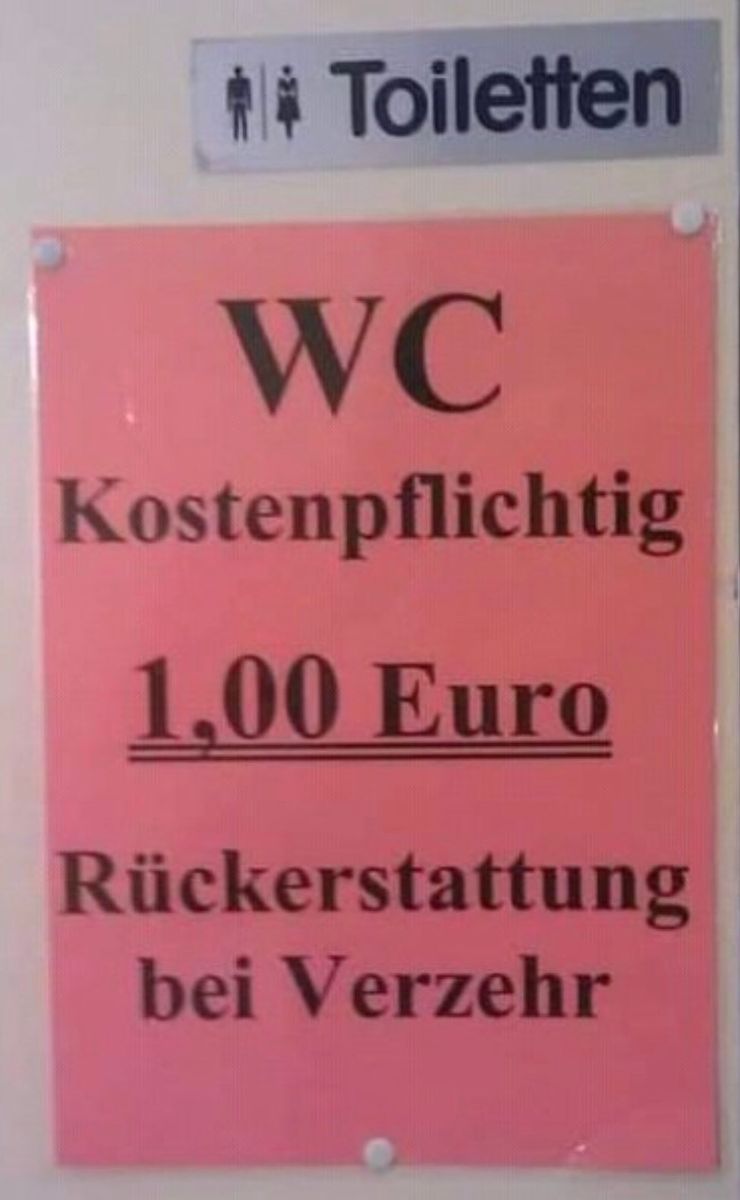 Toiletten
WC
Kostenpflichtig
1,00 Euro
Rückerstattung
bei Verzehr